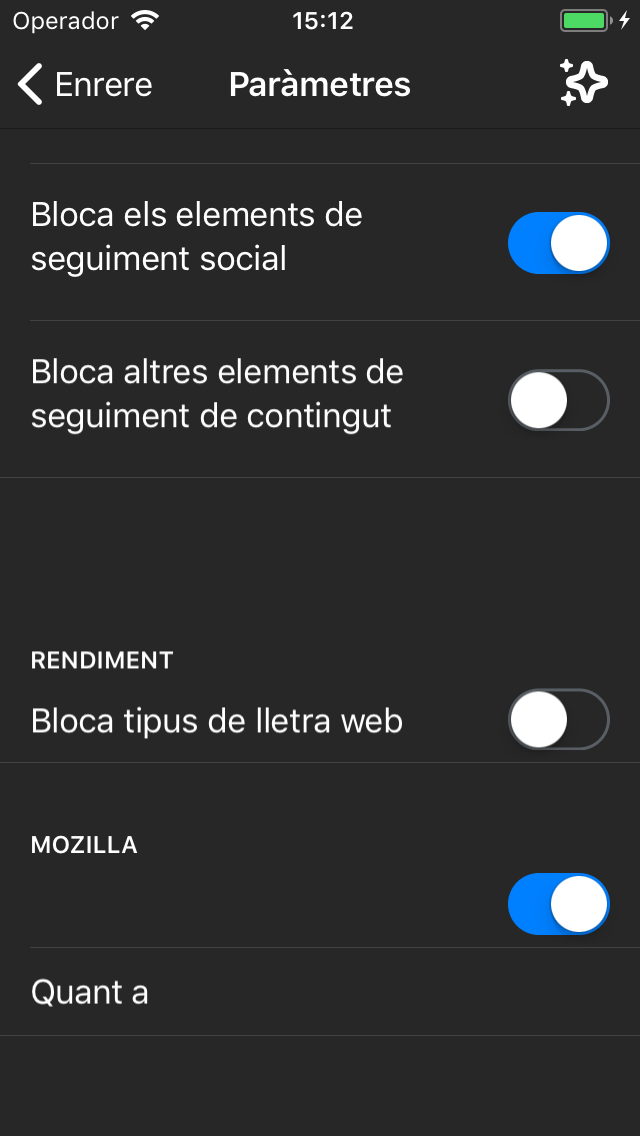 Operador 15:12
Enrere Paràmetres
Bloca els elements de
seguiment social
Bloca altres elements de
seguiment de contingut
RENDIMENT
Bloca tipus de lletra web
MOZILLA
Quant a